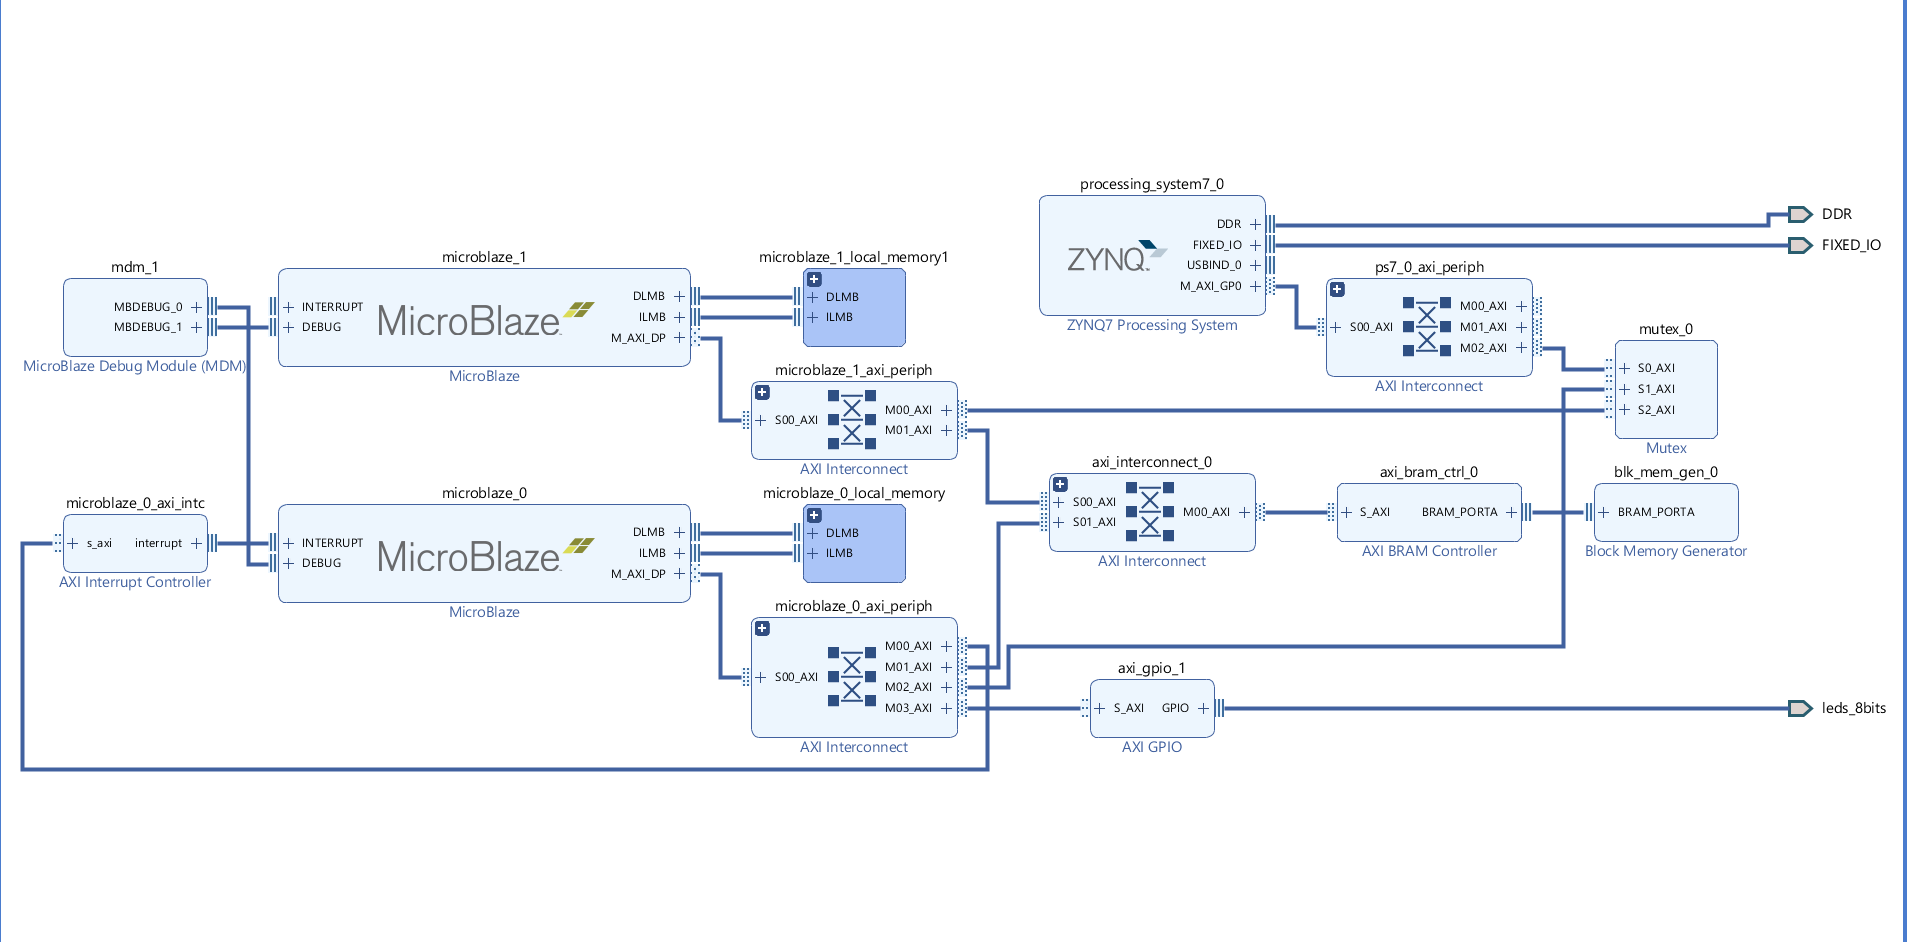 processing_system7_0
DDR
FIXED_IO
USBIND_0
M_AXI_GP0
ZYNQ
ZYNQ7 Processing System
DDR
FIXED_IO
ps7_0_axi_periph
S00_AXI
M00_AXI
M01_AXI
M02_AXI
AXI Interconnect
mutex_0
S0_AXI
S1_AXI
S2_AXI
Mutex
mdm_1
MBDEBUG_0
MBDEBUG_1
MicroBlaze Debug Module (MDM)
microblaze_1
INTERRUPT
DEBUG
MicroBlaze
DLMB
ILMB
M_AXI_DP
MicroBlaze
microblaze_1_local_memory1
DLMB
ILMB
microblaze_1_axi_periph
S00_AXI
M00_AXI
M01_AXI
AXI Interconnect
axi_interconnect_0
S00_AXI
S01_AXI
M00_AXI
AXI Interconnect
axi_bram_ctrl_0
S_AXI
BRAM_PORTA
AXI BRAM Controller
blk_mem_gen_0
BRAM_PORTA
Block Memory Generator
microblaze_0_axi_intc
s_axi
interrupt
AXI Interrupt Controller
microblaze_0
INTERRUPT
DEBUG
MicroBlaze
DLMB
ILMB
M_AXI_DP
MicroBlaze
microblaze_0_local_memory
DLMB
ILMB
microblaze_0_axi_periph
S00_AXI
M00_AXI
M01_AXI
M02_AXI
M03_AXI
AXI Interconnect
axi_gpio_1
S_AXI
GPIO
AXI GPIO
leds_8bits